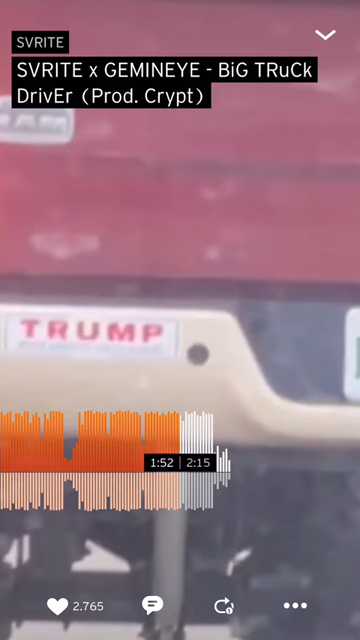 SVRITE
SVRITE x GEMINEYE - BiG TRuCk
DrivEr (Prod. Crypt)
TRUMP
1:52 | 2:15
2.765